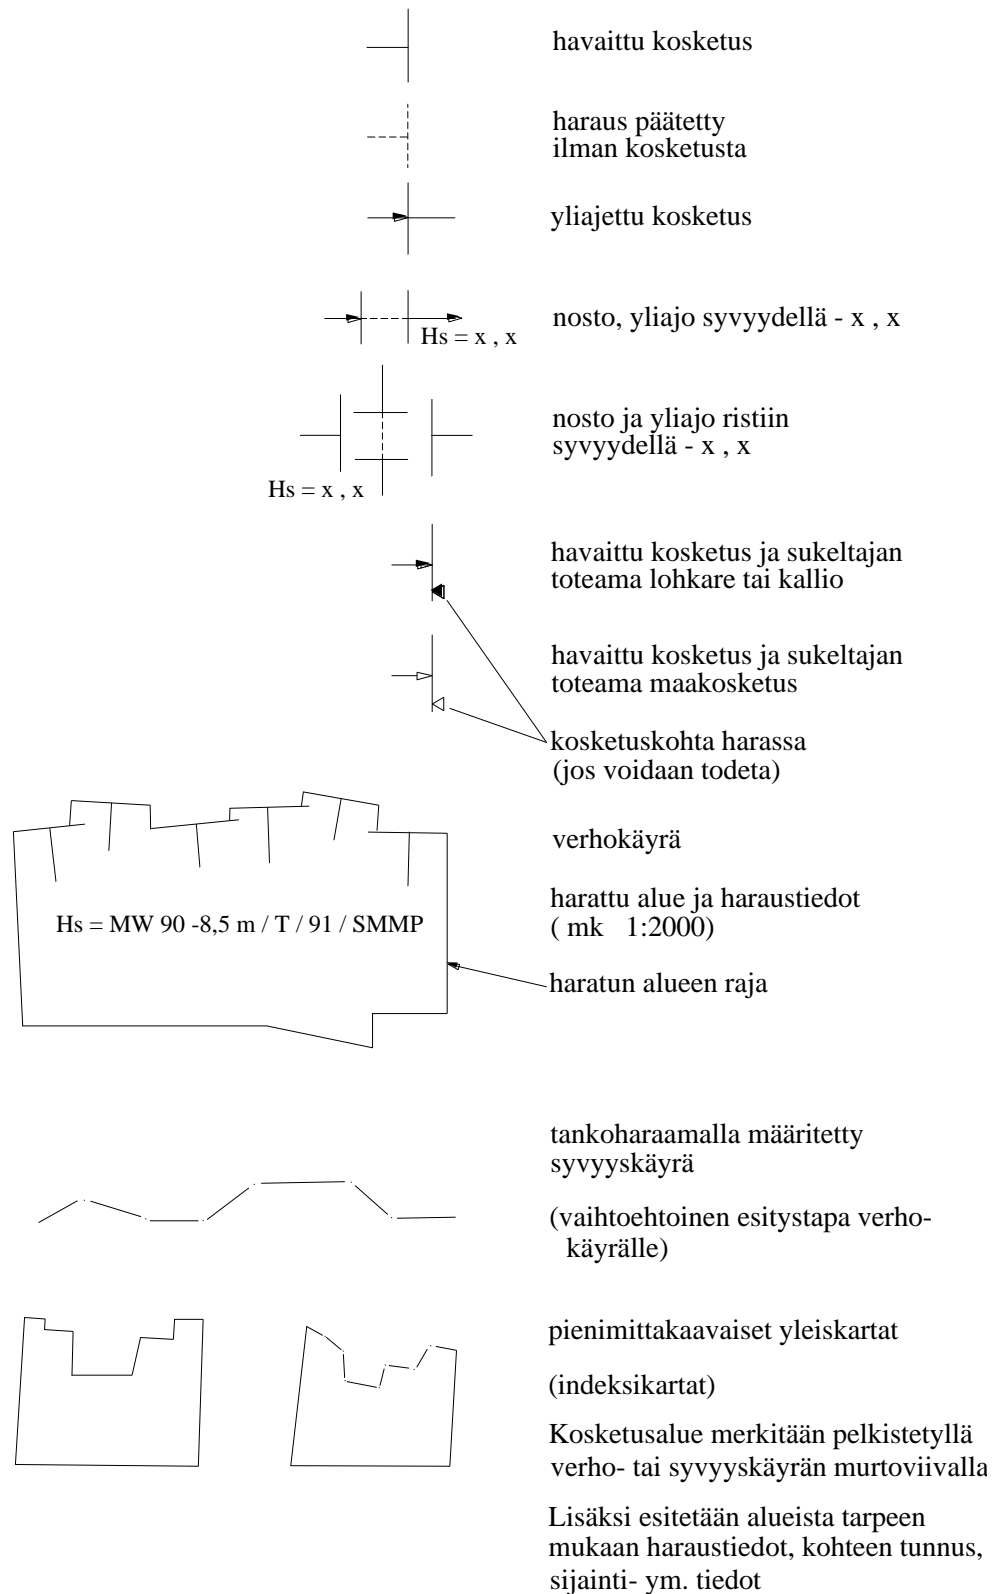 havaittu kosketus
haraus päätetty
ilman kosketusta
yliajettu kosketus
nosto, yliajo syvyydellä - x , x
Hs = x , x
nosto ja yliajo ristiin
syvyydellä - x , x
Hs = x , x
havaittu kosketus ja sukeltajan
toteama lohkare tai kallio
havaittu kosketus ja sukeltajan
toteama maakosketus
kosketuskohta harassa
(jos voidaan todeta)
verhokäyrä
harattu alue ja haraustiedot
( mk 1:2000)
Hs = MW 90 -8,5 m / T / 91 / SMMP
haratun alueen raja
tankoharaamalla määritetty
syvyyskäyrä
(vaihtoehtoinen esitystapa verho-
käyrälle)
pienimittakaavaiset yleiskartat
(indeksikartat)
Kosketusalue merkitään pelkistetyllä
verho- tai syvyyskäyrän murtoviivalla
Lisäksi esitetään alueista tarpeen
mukaan haraustiedot, kohteen tunnus,
sijainti- ym. tiedot